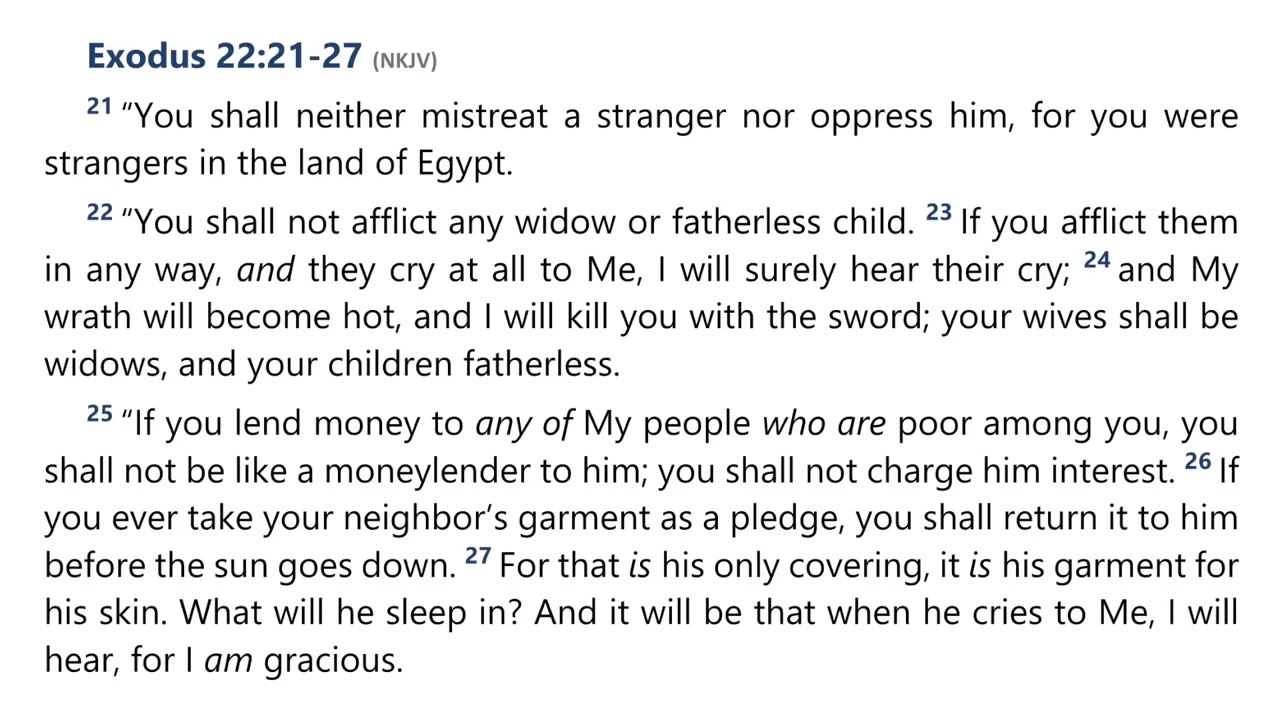 Exodus 22:21-27 (NKJV)
21 “You shall neither mistreat a stranger nor oppress him, for you were
strangers in the land of Egypt.
22 “You shall not afflict any widow or fatherless child. 23 If you afflict them
in any way, and they cry at all to Me, I will surely hear their cry; 24 and My
wrath will become hot, and I will kill you with the sword; your wives shall be
widows, and your children fatherless.
25 “If you lend money to any of My people who are poor among you, you
shall not be like a moneylender to him; you shall not charge him interest. 26 If
you ever take your neighbor’s garment as a pledge, you shall return it to him
before the sun goes down. 27 For that is his only covering, it is his garment for
his skin. What will he sleep in? And it will be that when he cries to Me, I will
hear, for I am gracious.